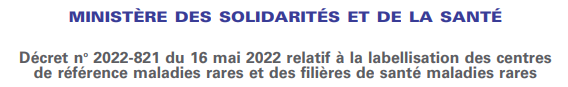 MINISTÈRE DES SOLIDARITÉS ET DE LA SANTÉ
Décret nº 2022-821 du 16 mai 2022 relatif à la labellisation des centres
de référence maladies rares et des filières de santé maladies rares